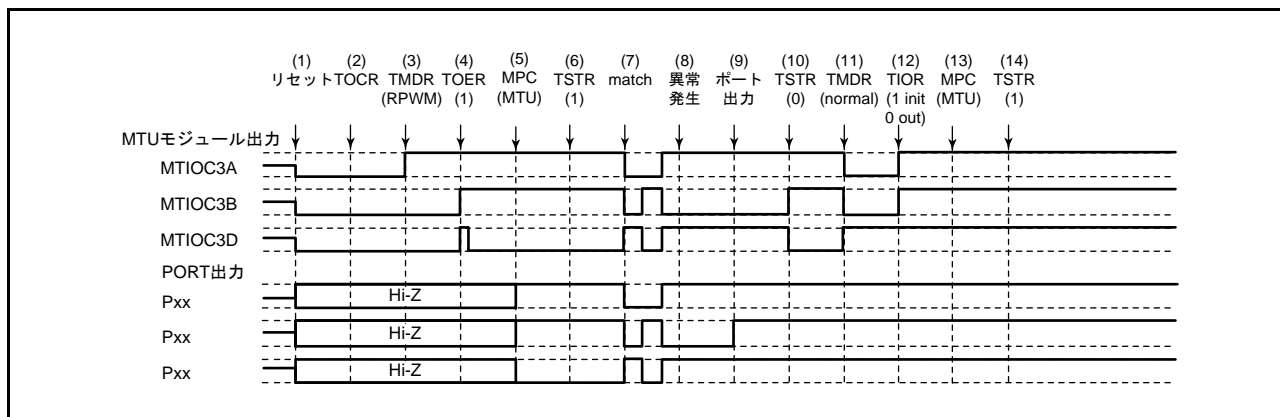 (1) (2) (3) (4) (5) (6) (7) (8) (9) (10) (11) (12) (13) (14)
リセット TOCR TMDR TOER MPC TSTR match 異常 ポート TSTR TMDR TIOR MPC TSTR
(RPWM) (1) (MTU) (1) 発生 出力 (0) (normal) (1 init (MTU) (1)
0 out)
MTUモジュール出力
MTIOC3A
MTIOC3B
MTIOC3D
PORT出力
Pxx Hi-Z
Pxx Hi-Z
Pxx Hi-Z